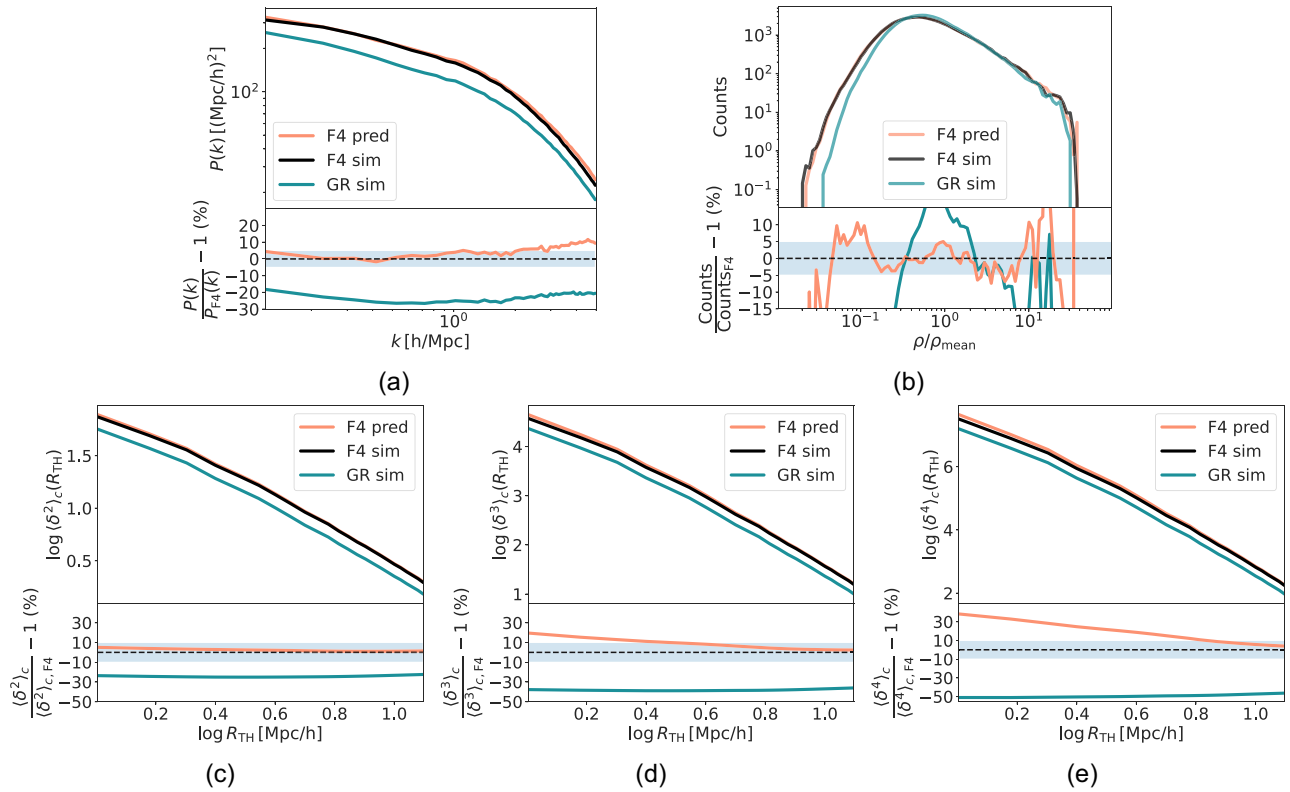 P(k) [(Mpc/h)²]
10²
F4 pred
F4 sim
GR sim
P(k)/P_F4(k) − 1 (%)
20
10
0
−10
−20
−30
10⁰
k [h/Mpc]
(a)
Counts
10³
10²
10¹
10⁰
10⁻¹
F4 pred
F4 sim
GR sim
Counts/Counts_F4 − 1 (%)
10
5
0
−5
−10
−15
10⁻¹ 10⁰ 10¹
ρ/ρ_mean
(b)
log ⟨δ²⟩_c(R_TH)
1.5
1.0
0.5
F4 pred
F4 sim
GR sim
⟨δ²⟩_c/⟨δ²⟩_c, F4 − 1 (%)
30
10
−10
−30
−50
0.2 0.4 0.6 0.8 1.0
log R_TH [Mpc/h]
(c)
log ⟨δ³⟩_c(R_TH)
4
3
2
1
F4 pred
F4 sim
GR sim
⟨δ³⟩_c/⟨δ³⟩_c, F4 − 1 (%)
30
10
−10
−30
−50
0.2 0.4 0.6 0.8 1.0
log R_TH [Mpc/h]
(d)
log ⟨δ⁴⟩_c(R_TH)
6
4
2
F4 pred
F4 sim
GR sim
⟨δ⁴⟩_c/⟨δ⁴⟩_c, F4 − 1 (%)
30
10
−10
−30
−50
0.2 0.4 0.6 0.8 1.0
log R_TH [Mpc/h]
(e)